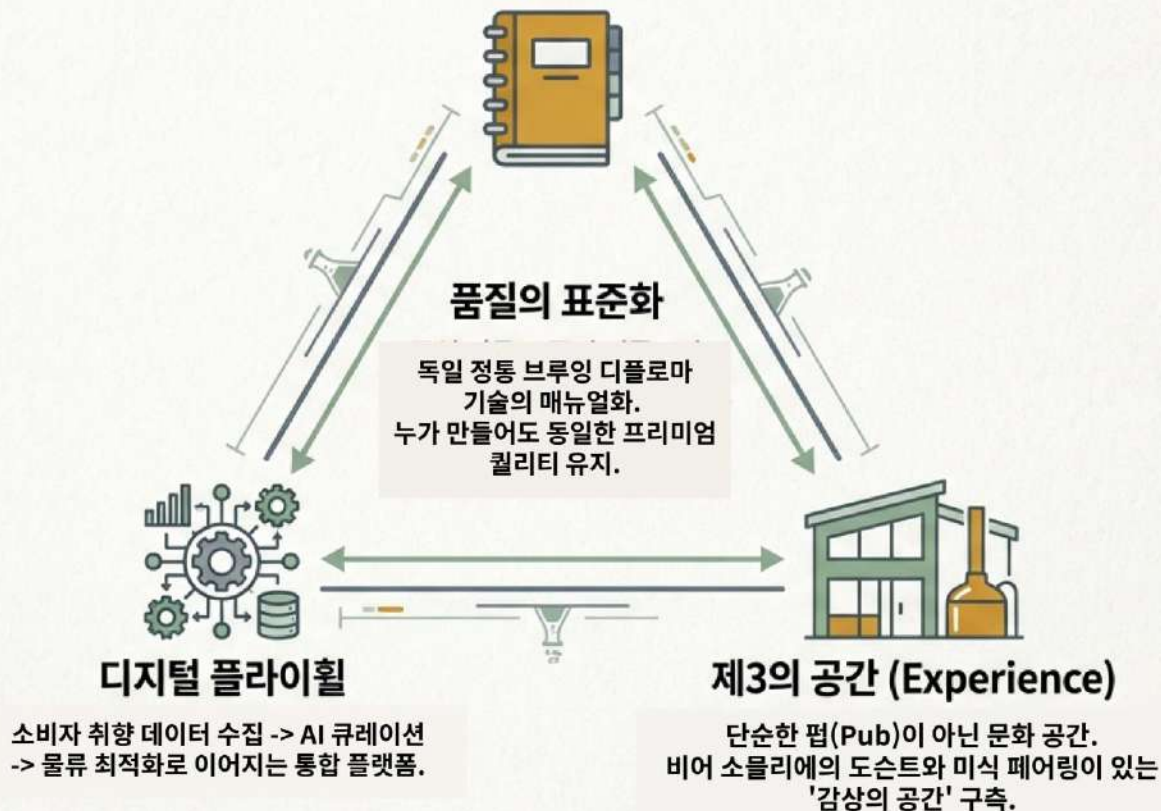 품질의 표준화
독일 정통 브루잉 디플로마
기술의 매뉴얼화.
누가 만들어도 동일한 프리미엄
퀄리티 유지.
디지털 플라이휠
소비자 취향 데이터 수집 -> AI 큐레이션
-> 물류 최적화로 이어지는 통합 플랫폼.
제3의 공간 (Experience)
단순한 펍(Pub)이 아닌 문화 공간.
비어 소믈리에의 도슨트와 미식 페어링이 있는
'감상의 공간' 구축.